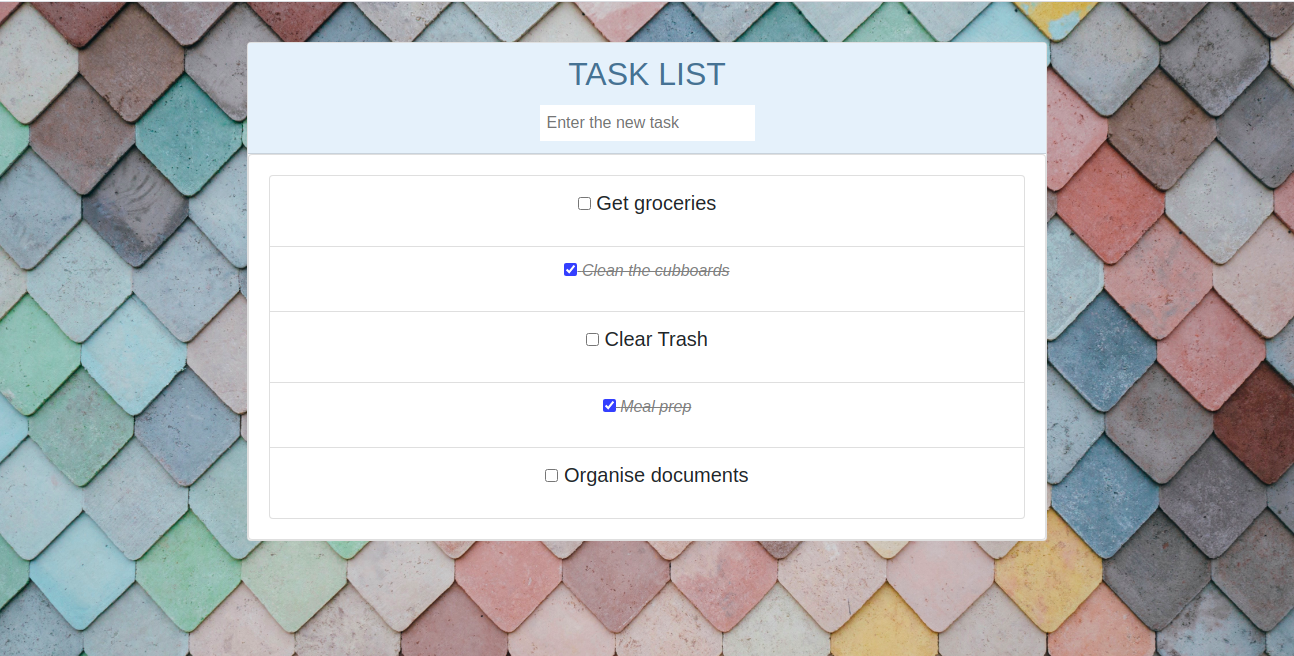 TASK LIST
Enter the new task
Get groceries
Clean the cubboards
Clear Trash
Meal prep
Organise documents